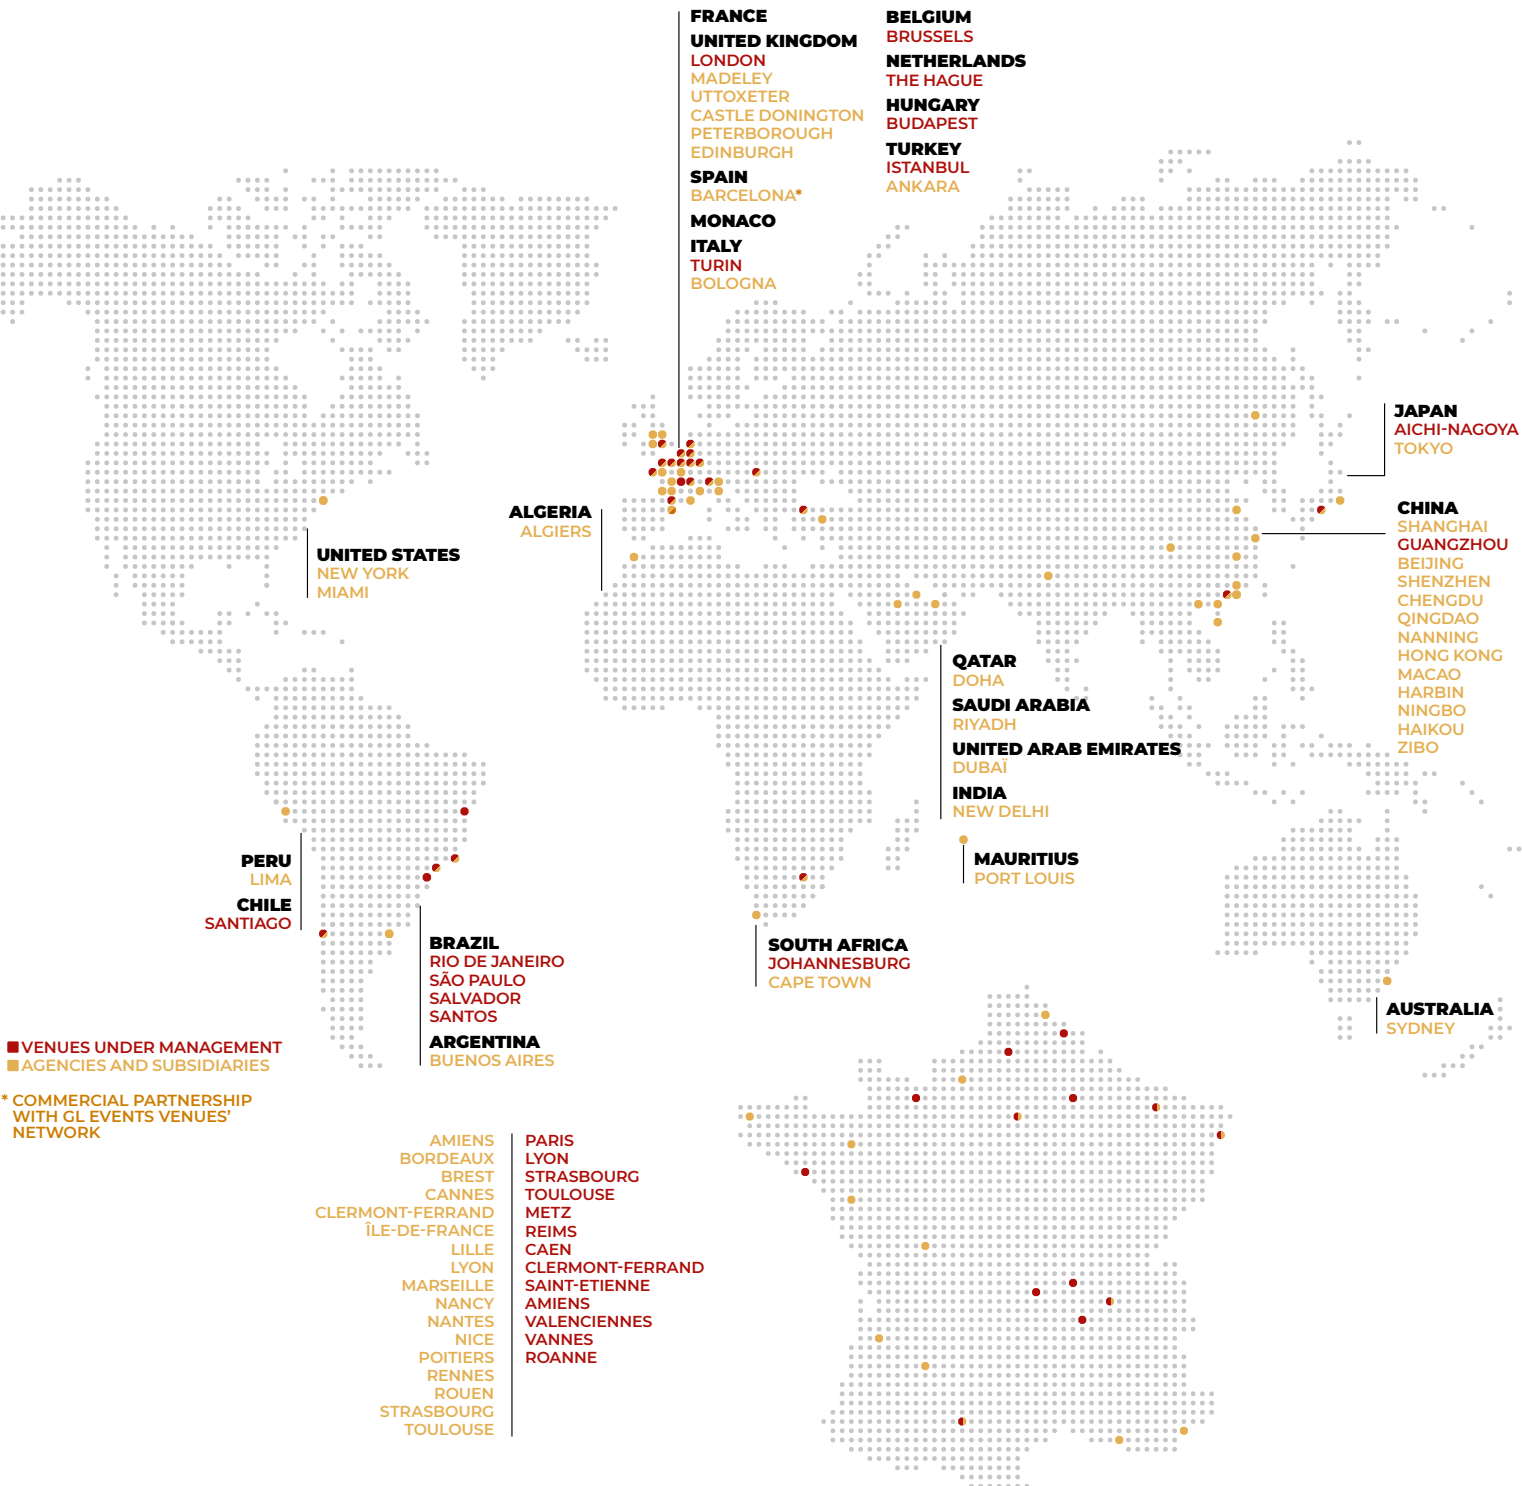 FRANCE
UNITED KINGDOM
LONDON
MADELEY
UTTOXETER
CASTLE DONINGTON
PETERBOROUGH
EDINBURGH
SPAIN
BARCELONA*
MONACO
ITALY
TURIN
BOLOGNA
BELGIUM
BRUSSELS
NETHERLANDS
THE HAGUE
HUNGARY
BUDAPEST
TURKEY
ISTANBUL
ANKARA
JAPAN
AICHI-NAGOYA
TOKYO
CHINA
SHANGHAI
GUANGZHOU
BEIJING
SHENZHEN
CHENGDU
QINGDAO
NANNING
HONG KONG
MACAO
HARBIN
NINGBO
HAIKOU
ZIBO
ALGERIA
ALGIERS
UNITED STATES
NEW YORK
MIAMI
QATAR
DOHA
SAUDI ARABIA
RIYADH
UNITED ARAB EMIRATES
DUBAÏ
INDIA
NEW DELHI
MAURITIUS
PORT LOUIS
PERU
LIMA
CHILE
SANTIAGO
BRAZIL
RIO DE JANEIRO
SÃO PAULO
SALVADOR
SANTOS
ARGENTINA
BUENOS AIRES
SOUTH AFRICA
JOHANNESBURG
CAPE TOWN
AUSTRALIA
SYDNEY
VENUES UNDER MANAGEMENT
AGENCIES AND SUBSIDIARIES
* COMMERCIAL PARTNERSHIP
WITH GL EVENTS VENUES'
NETWORK
AMIENS
BORDEAUX
BREST
CANNES
CLERMONT-FERRAND
ÎLE-DE-FRANCE
LILLE
LYON
MARSEILLE
NANCY
NANTES
NICE
POITIERS
RENNES
ROUEN
STRASBOURG
TOULOUSE
PARIS
LYON
STRASBOURG
TOULOUSE
METZ
REIMS
CAEN
CLERMONT-FERRAND
SAINT-ETIENNE
AMIENS
VALENCIENNES
VANNES
ROANNE